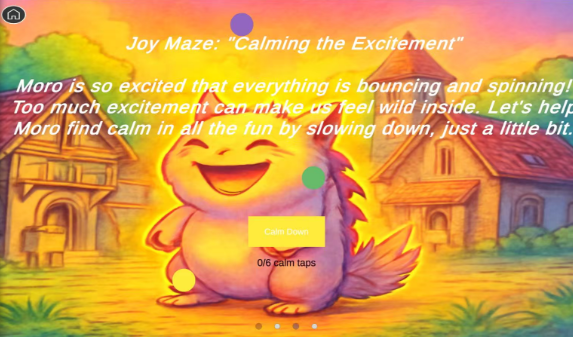 Joy Maze: "Calming the Excitement"
Moro is so excited that everything is bouncing and spinning!
Too much excitement can make us feel wild inside. Let's help
Moro find calm in all the fun by slowing down, just a little bit.
Calm Down
0/6 calm taps